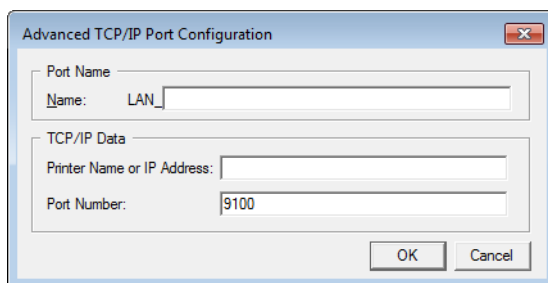 Advanced TCP/IP Port Configuration
Port Name
Name: LAN_
TCP/IP Data
Printer Name or IP Address:
Port Number: 9100
OK Cancel